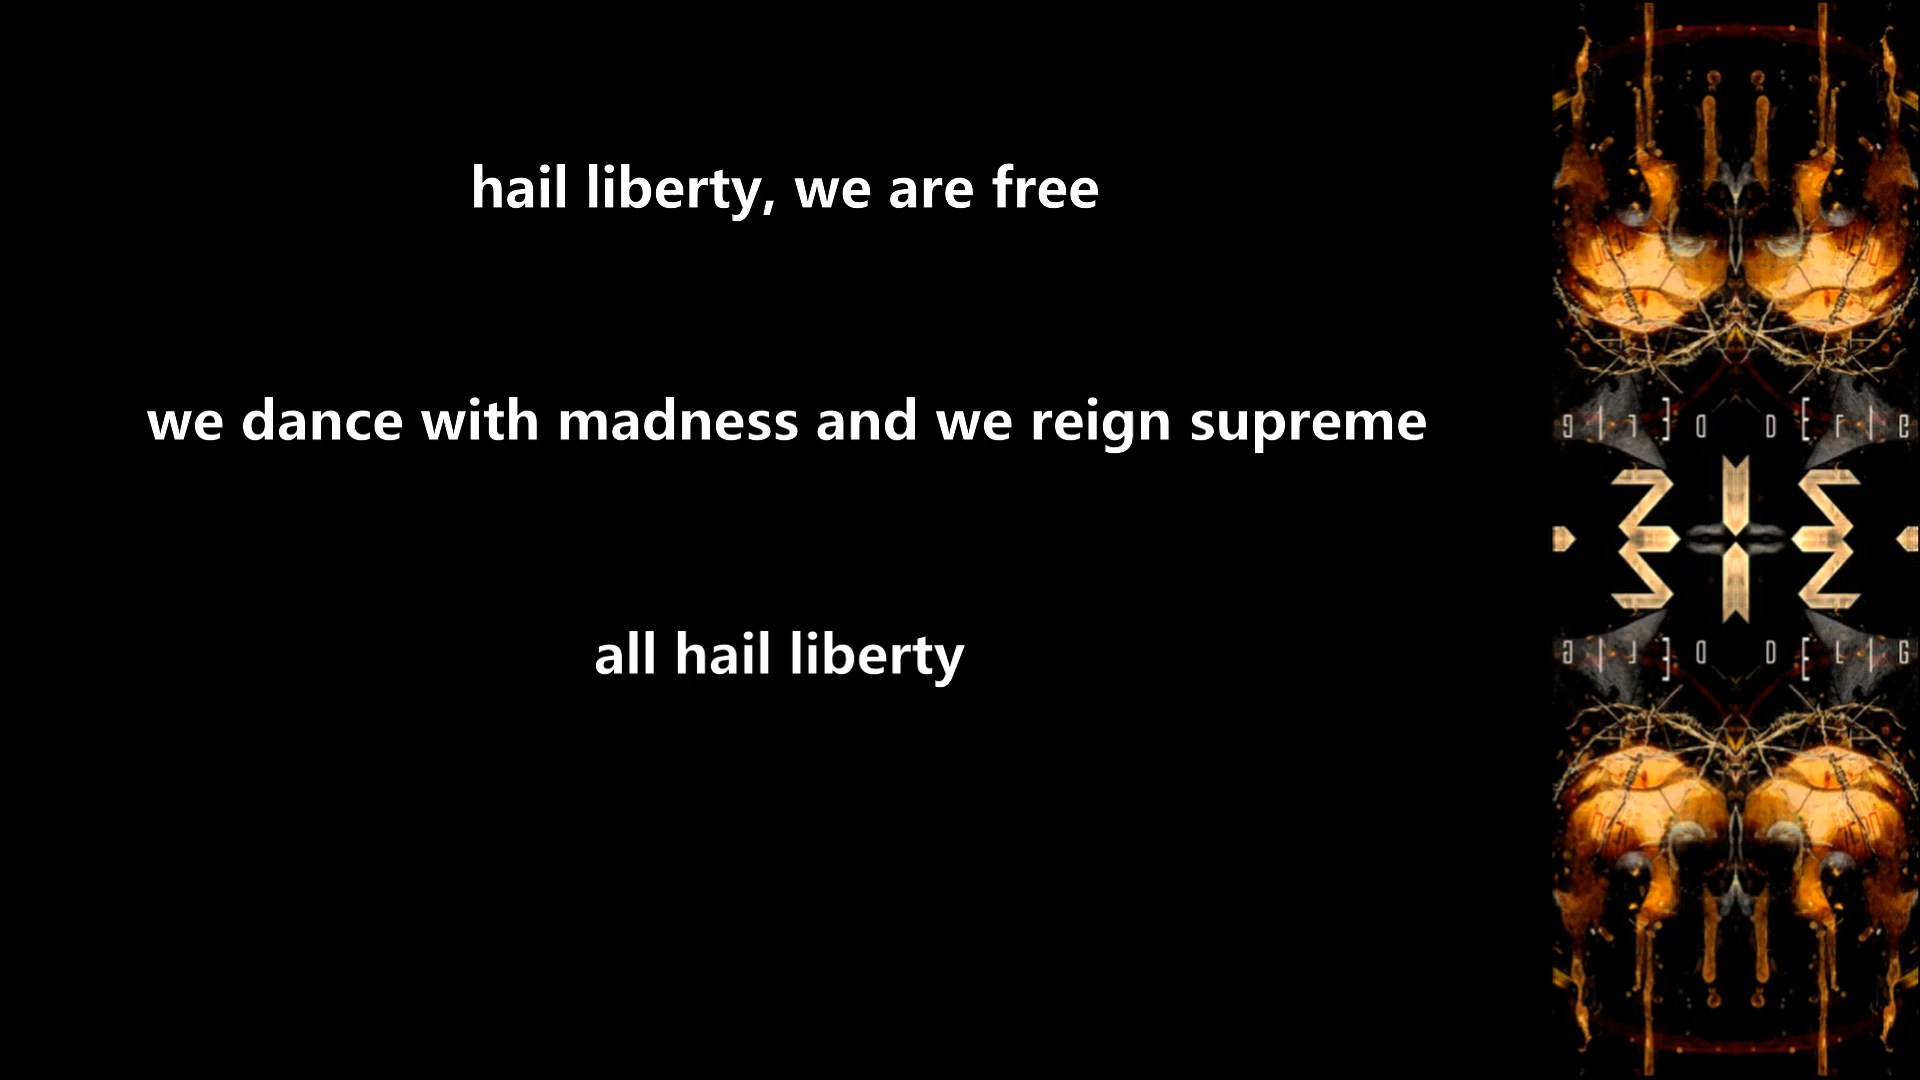 hail liberty, we are free
we dance with madness and we reign supreme
all hail liberty